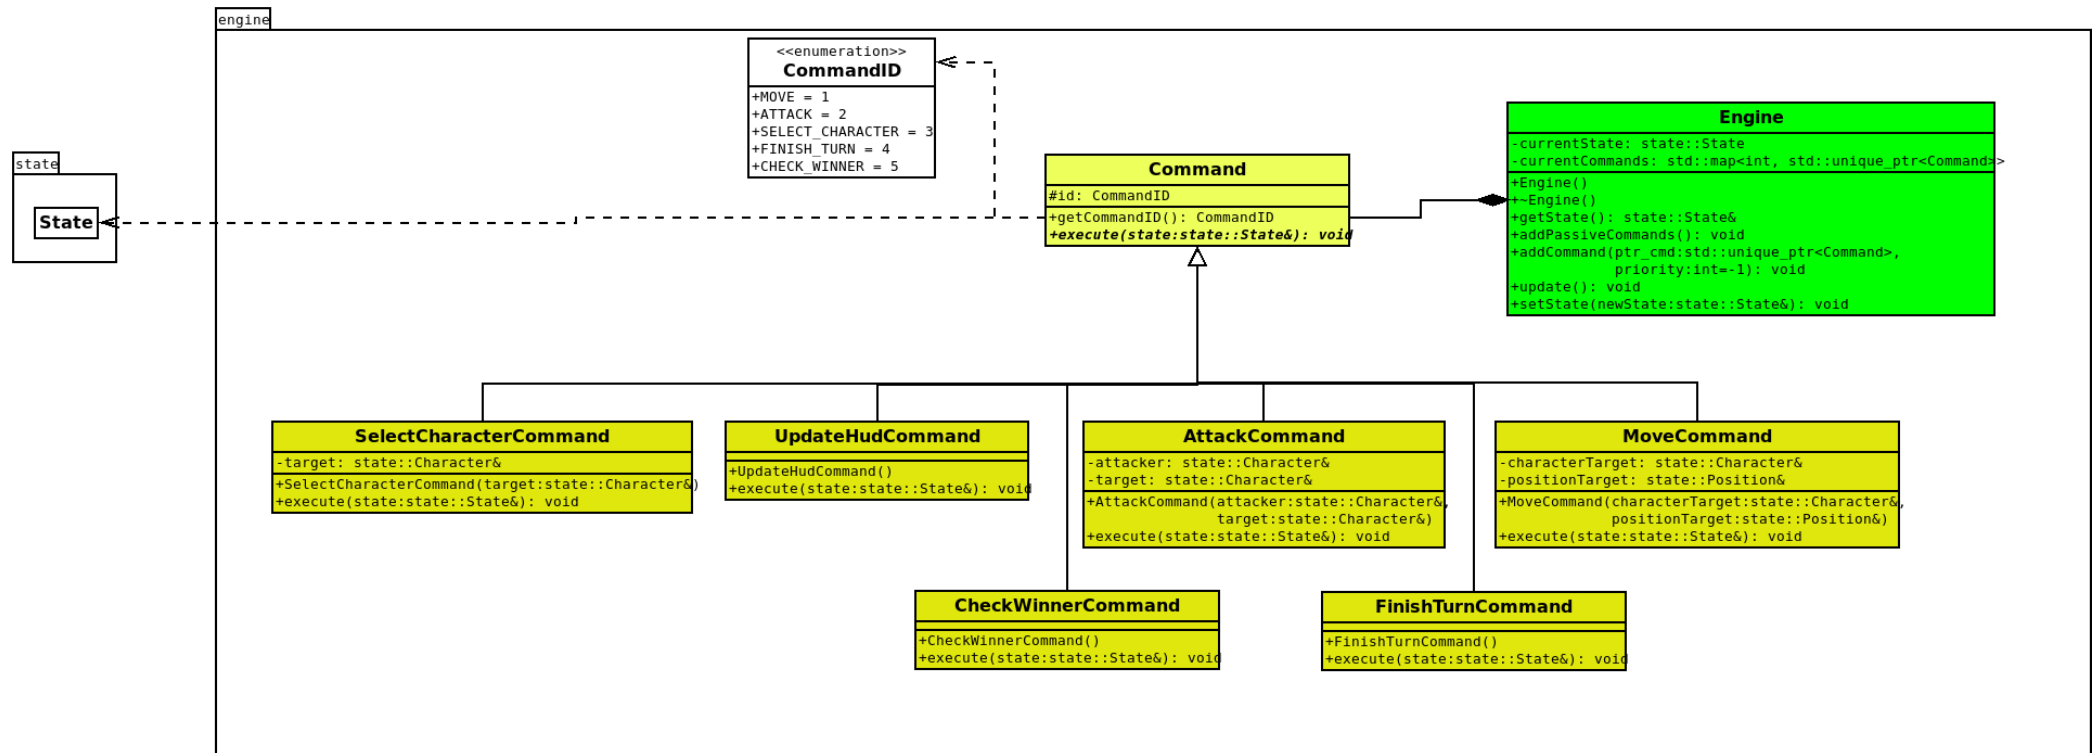 engine
<<enumeration>>
CommandID
+MOVE = 1
+ATTACK = 2
+SELECT_CHARACTER = 3
+FINISH_TURN = 4
+CHECK_WINNER = 5
state
State
Command
#id: CommandID
+getCommandID(): CommandID
+execute(state:state::State&): void
Engine
-currentState: state::State
-currentCommands: std::map<int, std::unique_ptr<Command>>
+Engine()
+~Engine()
+getState(): state::State&
+addPassiveCommands(): void
+addCommand(ptr_cmd:std::unique_ptr<Command>,
priority:int=-1): void
+update(): void
+setState(newState:state::State&): void
SelectCharacterCommand
-target: state::Character&
+SelectCharacterCommand(target:state::Character&)
+execute(state:state::State&): void
UpdateHudCommand
+UpdateHudCommand()
+execute(state:state::State&): void
AttackCommand
-attacker: state::Character&
-target: state::Character&
+AttackCommand(attacker:state::Character&,
target:state::Character&)
+execute(state:state::State&): void
MoveCommand
-characterTarget: state::Character&
-positionTarget: state::Position&
+MoveCommand(characterTarget:state::Character&,
positionTarget:state::Position&)
+execute(state:state::State&): void
CheckWinnerCommand
+CheckWinnerCommand()
+execute(state:state::State&): void
FinishTurnCommand
+FinishTurnCommand()
+execute(state:state::State&): void